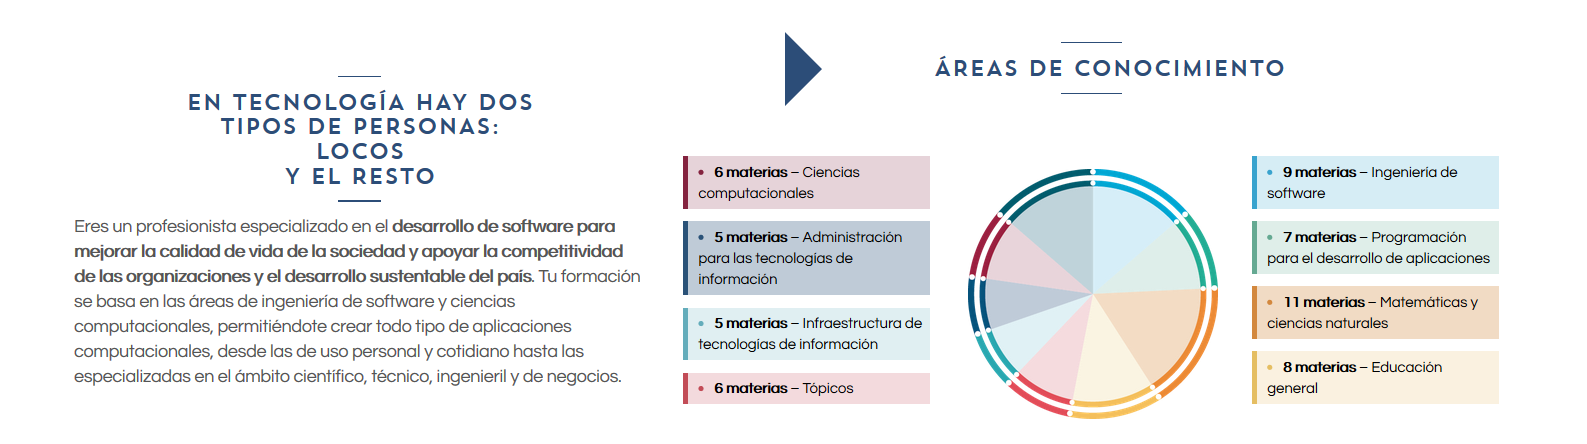 EN TECNOLOGÍA HAY DOS
TIPOS DE PERSONAS:
LOCOS
Y EL RESTO
Eres un profesionista especializado en el desarrollo de software para
mejorar la calidad de vida de la sociedad y apoyar la competitividad
de las organizaciones y el desarrollo sustentable del país. Tu formación
se basa en las áreas de ingeniería de software y ciencias
computacionales, permitiéndote crear todo tipo de aplicaciones
computacionales, desde las de uso personal y cotidiano hasta las
especializadas en el ámbito científico, técnico, ingenieril y de negocios.
ÁREAS DE CONOCIMIENTO
• 6 materias – Ciencias
computacionales
• 5 materias – Administración
para las tecnologías de
información
• 5 materias – Infraestructura de
tecnologías de información
• 6 materias – Tópicos
• 9 materias – Ingeniería de
software
• 7 materias – Programación
para el desarrollo de aplicaciones
• 11 materias – Matemáticas y
ciencias naturales
• 8 materias – Educación
general